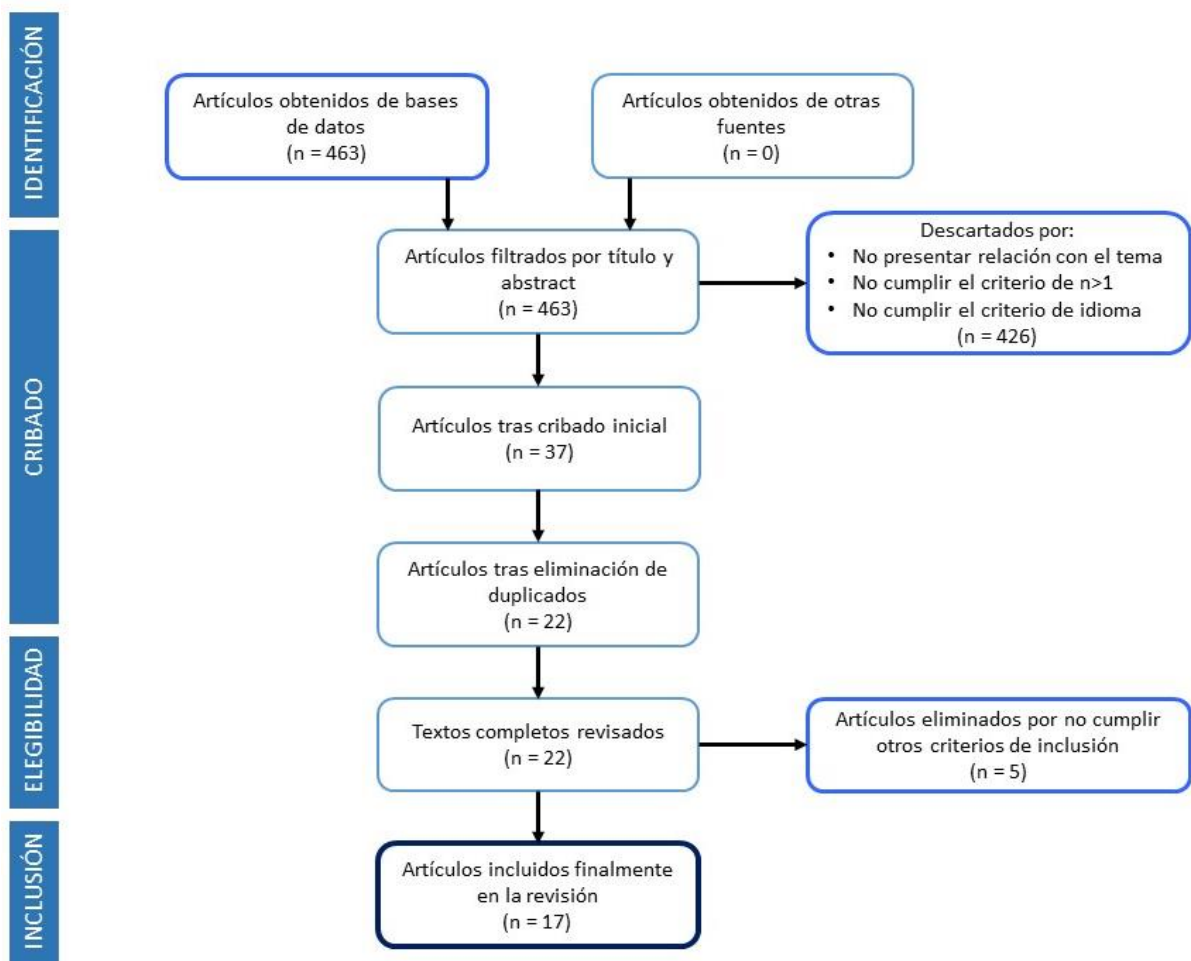 IDENTIFICACIÓN
Artículos obtenidos de bases
de datos
(n = 463)
Artículos obtenidos de otras
fuentes
(n = 0)
CRIBADO
Artículos filtrados por título y
abstract
(n = 463)
Descartados por:
• No presentar relación con el tema
• No cumplir el criterio de n>1
• No cumplir el criterio de idioma
(n = 426)
Artículos tras cribado inicial
(n = 37)
Artículos tras eliminación de
duplicados
(n = 22)
ELEGIBILIDAD
Textos completos revisados
(n = 22)
Artículos eliminados por no cumplir
otros criterios de inclusión
(n = 5)
INCLUSIÓN
Artículos incluidos finalmente
en la revisión
(n = 17)